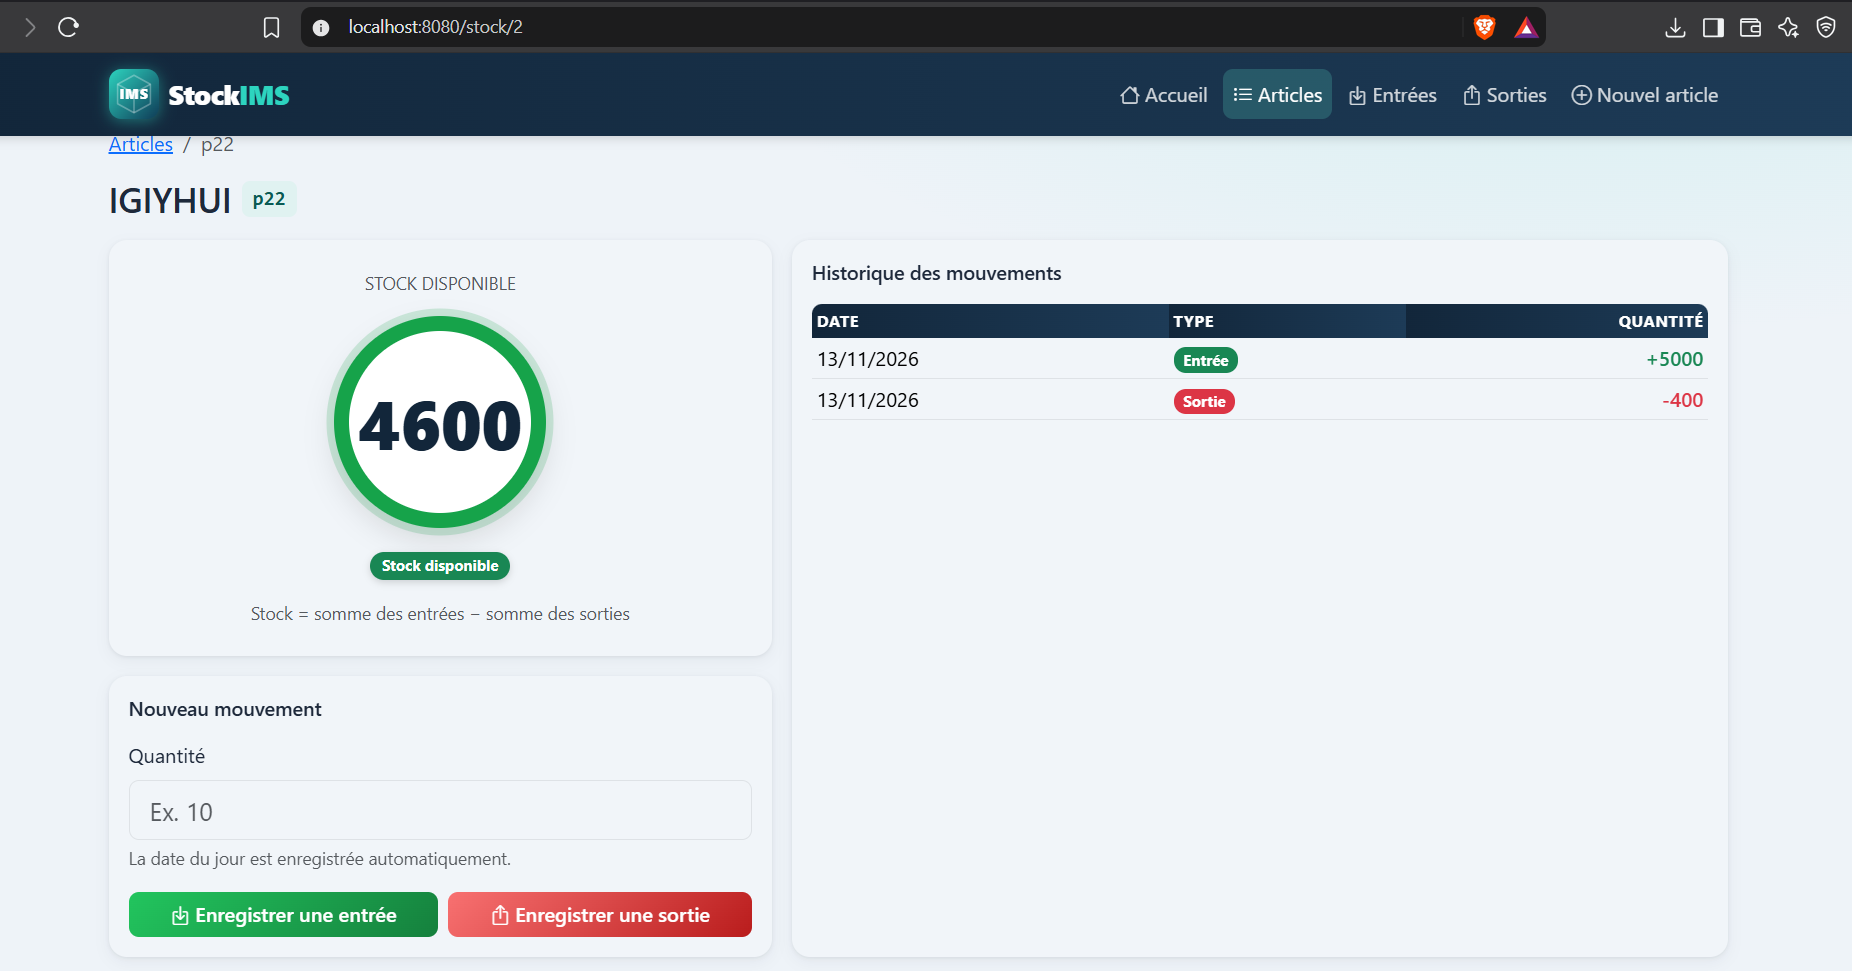 localhost:8080/stock/2
IMS StockIMS
Accueil Articles Entrées Sorties Nouvel article
Articles / p22
IGIYHUI p22
STOCK DISPONIBLE
4600
Stock disponible
Stock = somme des entrées − somme des sorties
Nouveau mouvement
Quantité
Ex. 10
La date du jour est enregistrée automatiquement.
Enregistrer une entrée Enregistrer une sortie
Historique des mouvements
DATE TYPE QUANTITÉ
13/11/2026 Entrée +5000
13/11/2026 Sortie -400